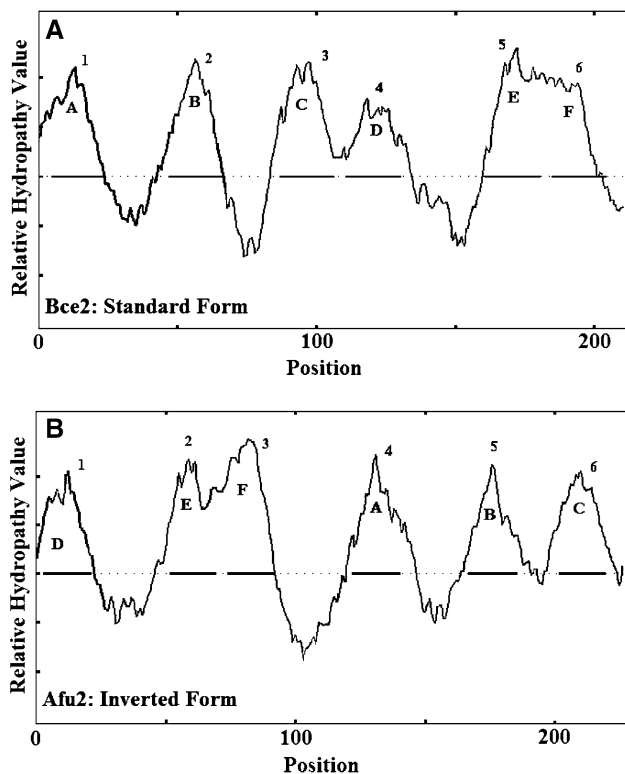 A
Relative Hydropathy Value
1
A
2
B
3
C
4
D
5
E
6
F
Bce2: Standard Form
0
100
200
Position
B
Relative Hydropathy Value
1
D
2
E
3
F
4
A
5
B
6
C
Afu2: Inverted Form
0
100
200
Position